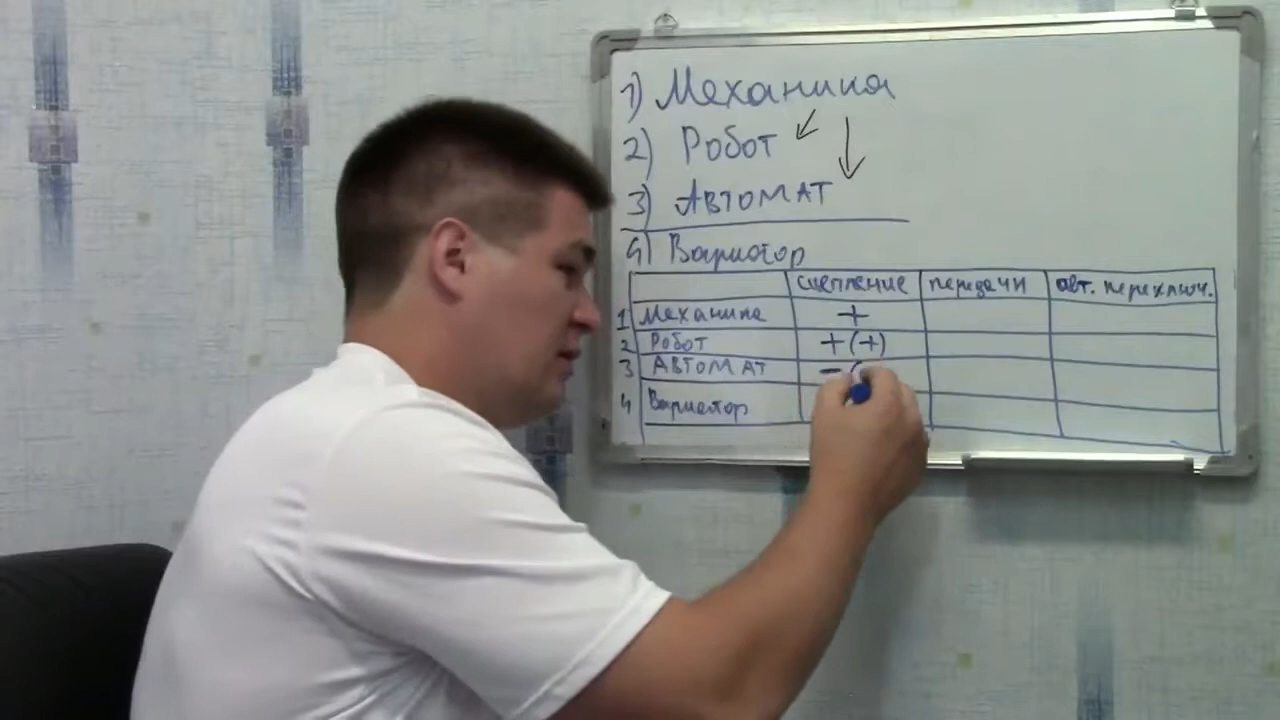 1) Механика
2) Робот
3) Автомат
4) Вариатор
сцепление передачи авт. переключ.
1 Механика +
2 Робот +(+)
3 Автомат -(
4 Вариатор